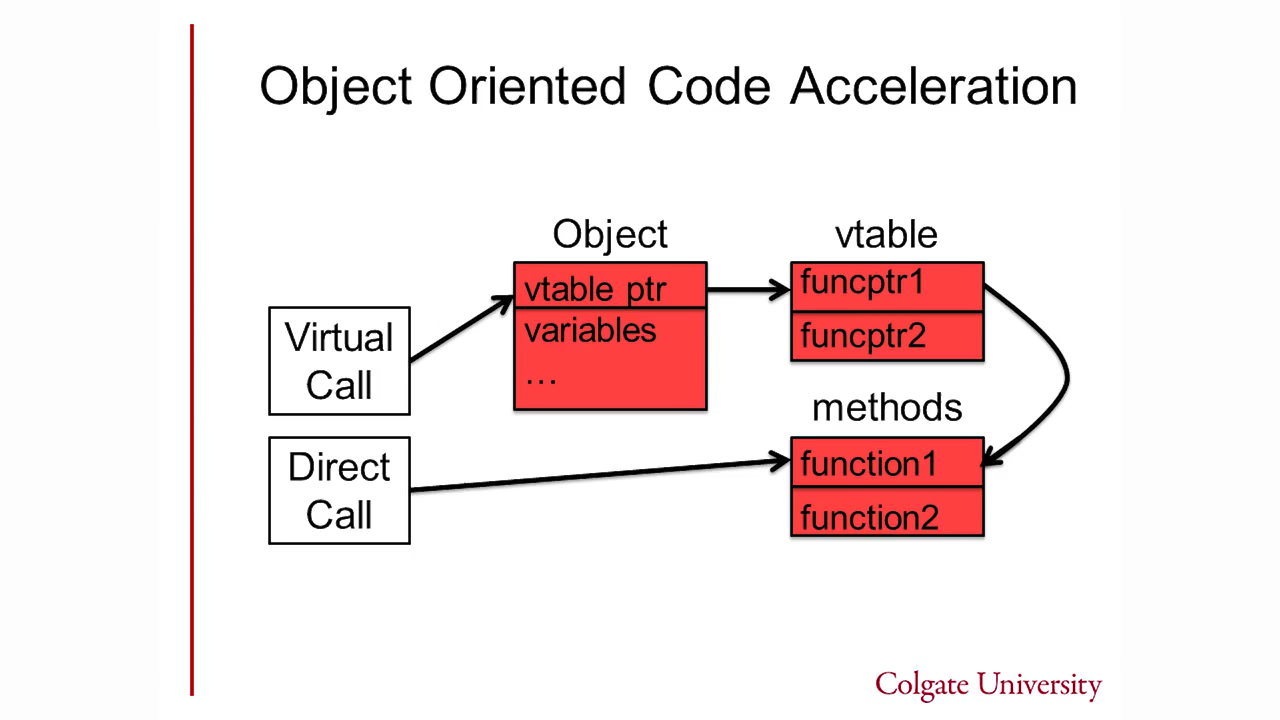 Object Oriented Code Acceleration
Object
vtable
vtable ptr
variables
…
funcptr1
funcptr2
Virtual
Call
methods
Direct
Call
function1
function2
Colgate University